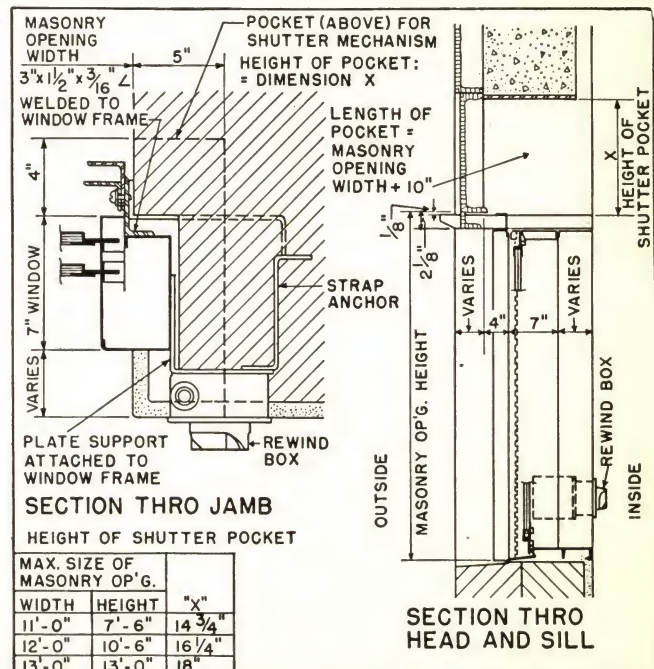 MASONRY
OPENING
WIDTH
3"x1½"x3/16" ∠
WELDED TO
WINDOW FRAME
5"
POCKET (ABOVE) FOR
SHUTTER MECHANISM
HEIGHT OF POCKET:
= DIMENSION X
4"
7" WINDOW
VARIES
STRAP
ANCHOR
PLATE SUPPORT
ATTACHED TO
WINDOW FRAME
REWIND
BOX
SECTION THRO JAMB
LENGTH OF
POCKET =
MASONRY
OPENING
WIDTH + 10"
X
HEIGHT OF
SHUTTER POCKET
1/8"
2 1/8"
VARIES
4"
7"
VARIES
OUTSIDE
MASONRY OP'G. HEIGHT
REWIND BOX
INSIDE
SECTION THRO
HEAD AND SILL
HEIGHT OF SHUTTER POCKET
MAX. SIZE OF
MASONRY OP'G.
WIDTH HEIGHT "X"
11'-0" 7'-6" 14 3/4"
12'-0" 10'-6" 16 1/4"
13'-0" 13'-0" 18"